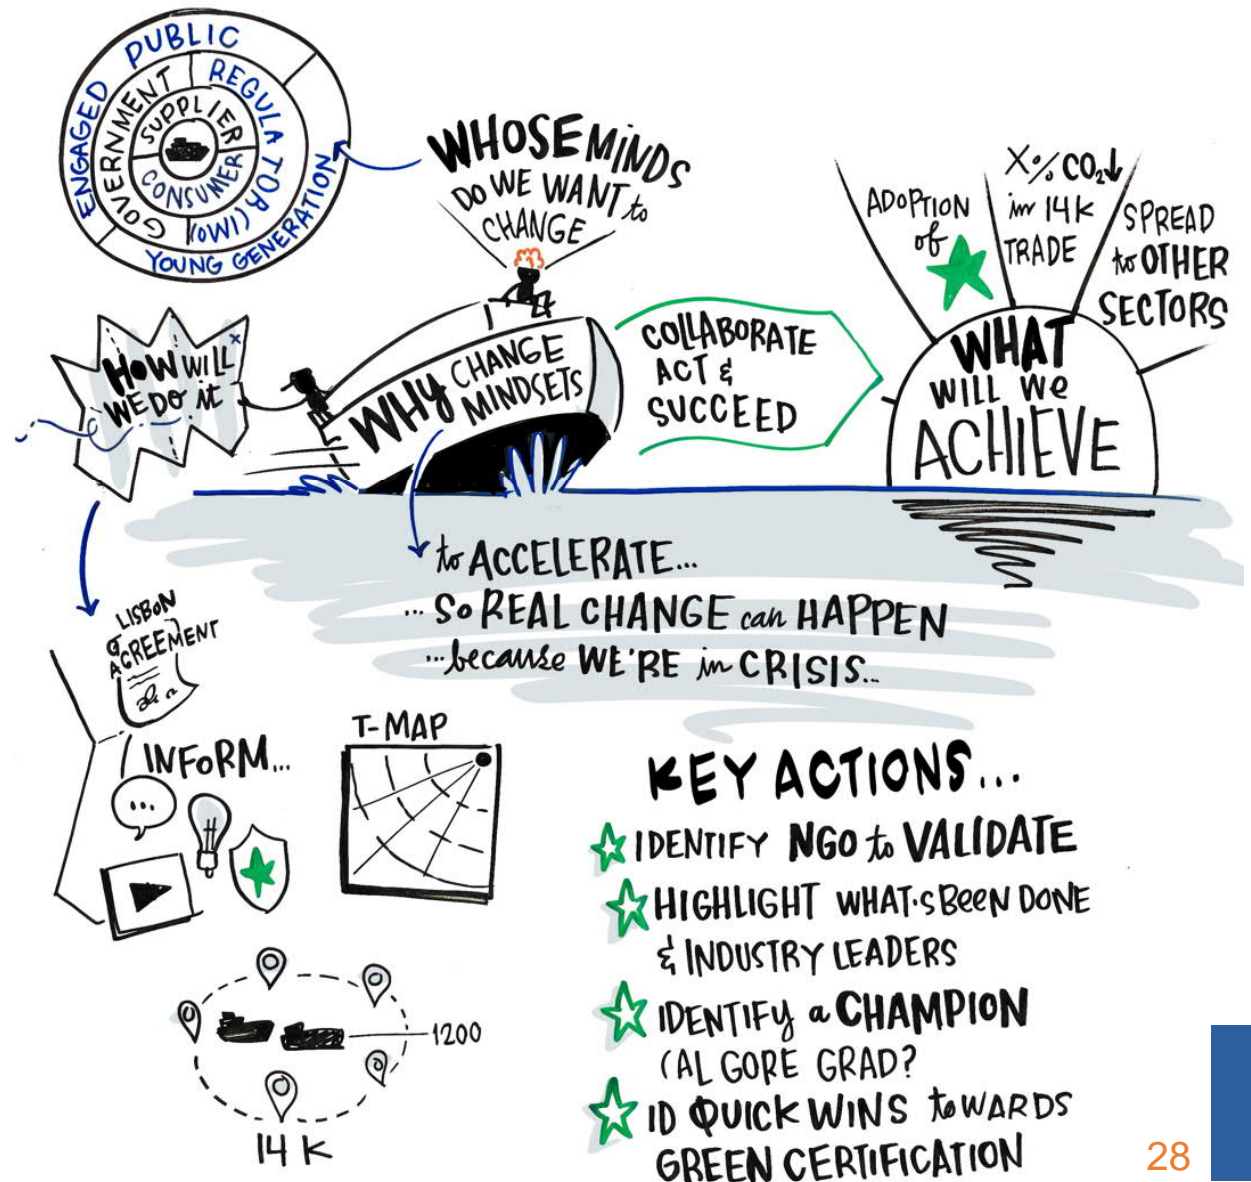 ENGAGED PUBLIC
YOUNG GENERATION
GOVERNMENT
REGULATOR (IMO)
SUPPLIER
CONSUMER
WHOSE MINDS
DO WE WANT to
CHANGE
ADOPTION
of
X% CO₂↓
in 14K
TRADE
SPREAD
to OTHER
SECTORS
HOW WILL
WE DO it
WHY CHANGE
MINDSETS
COLLABORATE
ACT &
SUCCEED
WHAT
WILL WE
ACHIEVE
to ACCELERATE...
... SO REAL CHANGE can HAPPEN
...because WE'RE in CRISIS...
LISBON
AGREEMENT
INFORM...
T-MAP
1200
14 K
KEY ACTIONS...
IDENTIFY NGO to VALIDATE
HIGHLIGHT WHAT'S BEEN DONE
& INDUSTRY LEADERS
IDENTIFY a CHAMPION
(AL GORE GRAD?
ID QUICK WINS toWARDS
GREEN CERTIFICATION
28